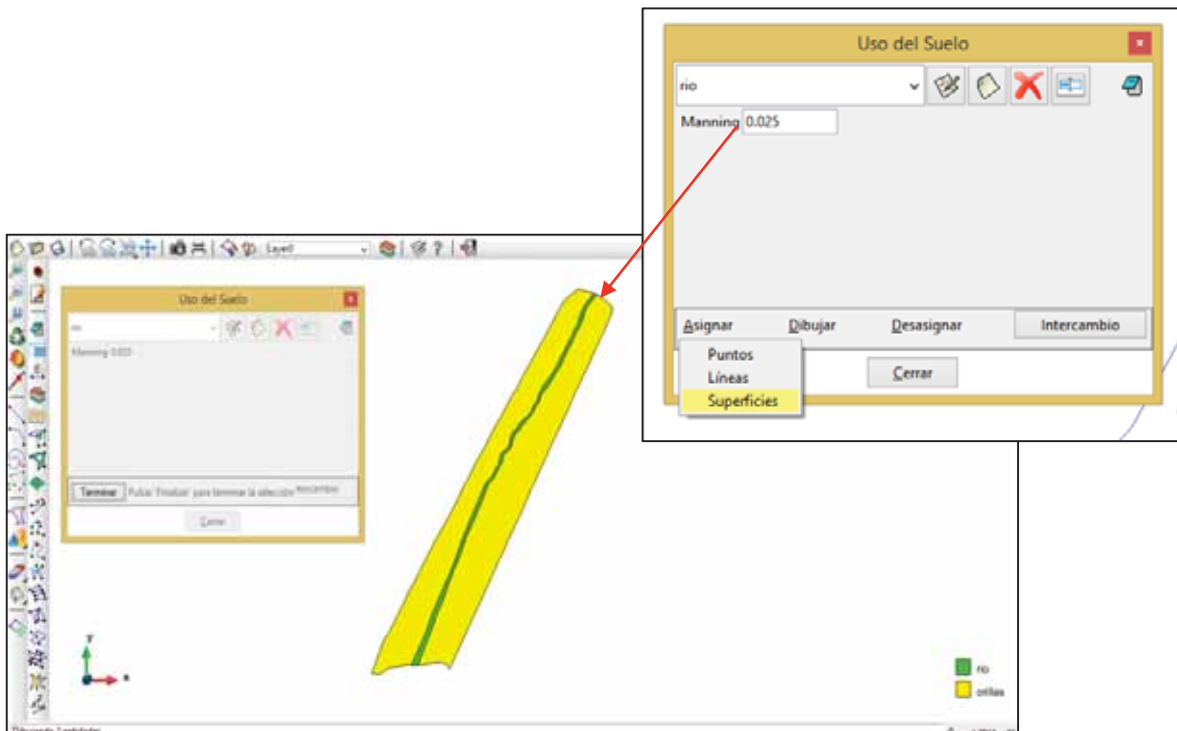 Uso del Suelo
rio
Manning 0.025
Asignar Dibujar Desasignar Intercambio
Puntos
Líneas
Superficies
Cerrar
Layer0
Uso del Suelo
rio
Manning 0.025
Terminar Pulsar 'Finalizar' para terminar la selección
Cerrar
Y
x
rio
orillas